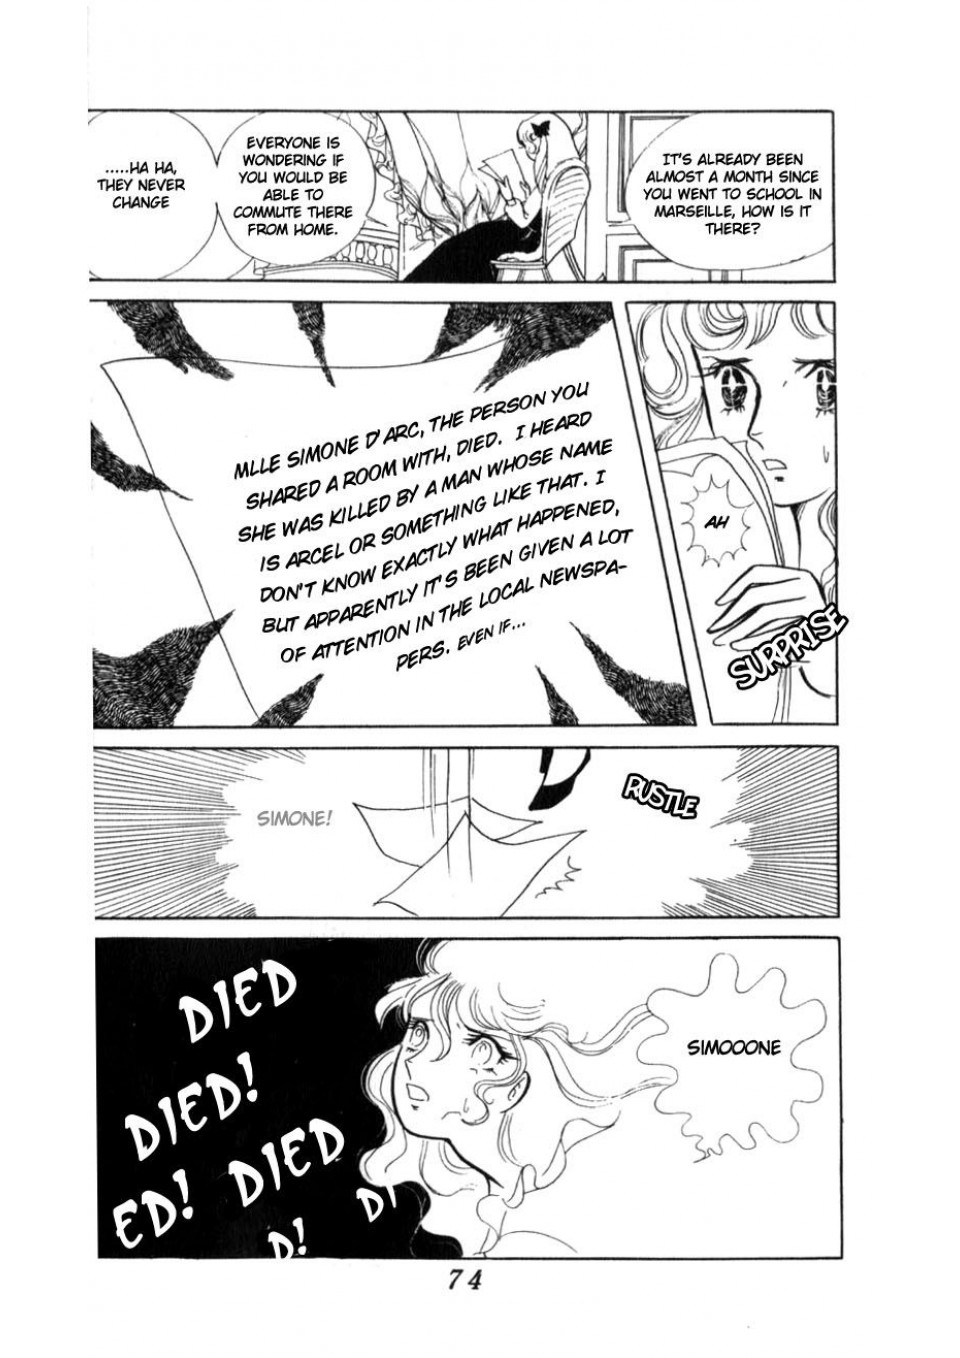 IT'S ALREADY BEEN
ALMOST A MONTH SINCE
YOU WENT TO SCHOOL IN
MARSEILLE, HOW IS IT
THERE?
EVERYONE IS
WONDERING IF
YOU WOULD BE
ABLE TO
COMMUTE THERE
FROM HOME.
.....HA HA,
THEY NEVER
CHANGE
AH
SURPRISE
MLLE SIMONE D'ARC, THE PERSON YOU
SHARED A ROOM WITH, DIED. I HEARD
SHE WAS KILLED BY A MAN WHOSE NAME
IS ARCEL OR SOMETHING LIKE THAT. I
DON'T KNOW EXACTLY WHAT HAPPENED,
BUT APPARENTLY IT'S BEEN GIVEN A LOT
OF ATTENTION IN THE LOCAL NEWSPA-
PERS. EVEN IF...
RUSTLE
SIMONE!
SIMOOONE
DIED
DIED!
ED! DIED
D! DI
74